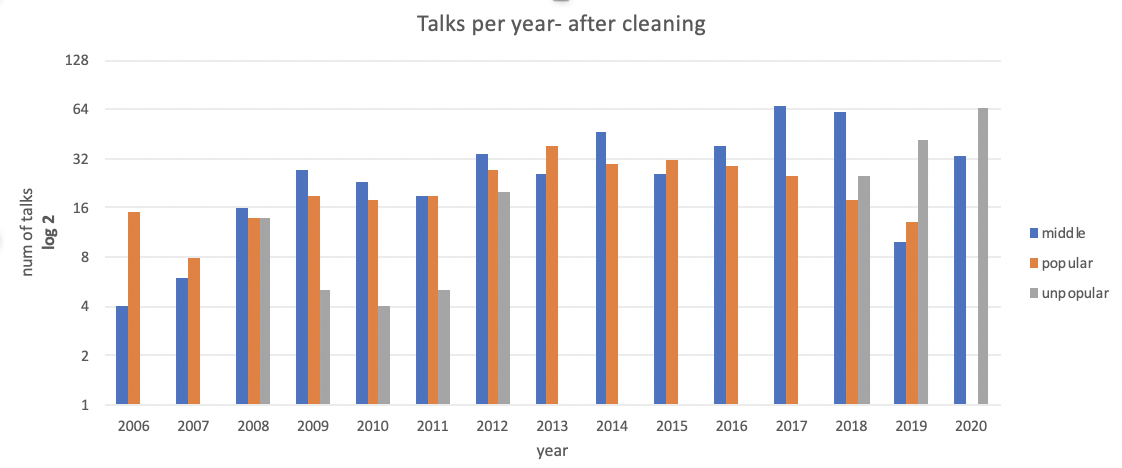 Talks per year- after cleaning
128
64
32
16
8
4
2
1
num of talks
log 2
2006 2007 2008 2009 2010 2011 2012 2013 2014 2015 2016 2017 2018 2019 2020
year
middle
popular
unpopular